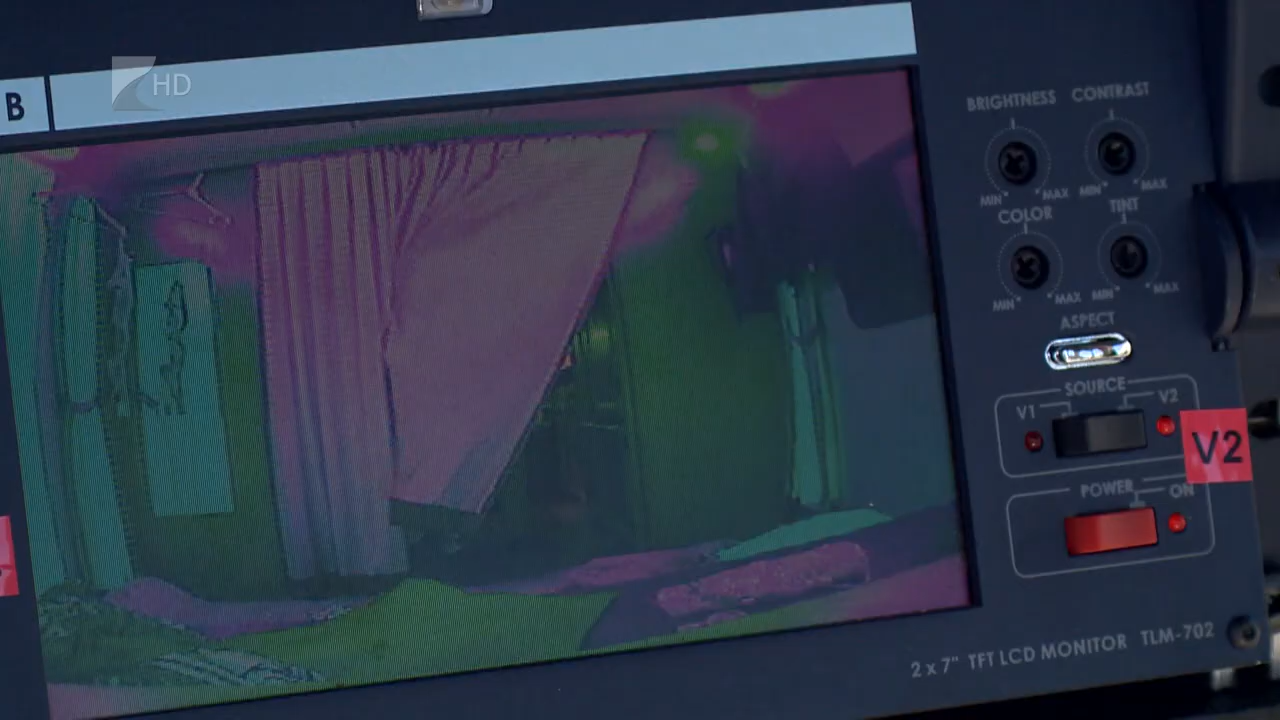 HD
B
BRIGHTNESS CONTRAST
MIN MAX MIN MAX
COLOR TINT
MIN MAX MIN MAX
ASPECT
SOURCE
V1 V2
V2
POWER ON
2 x 7" TFT LCD MONITOR TLM-702